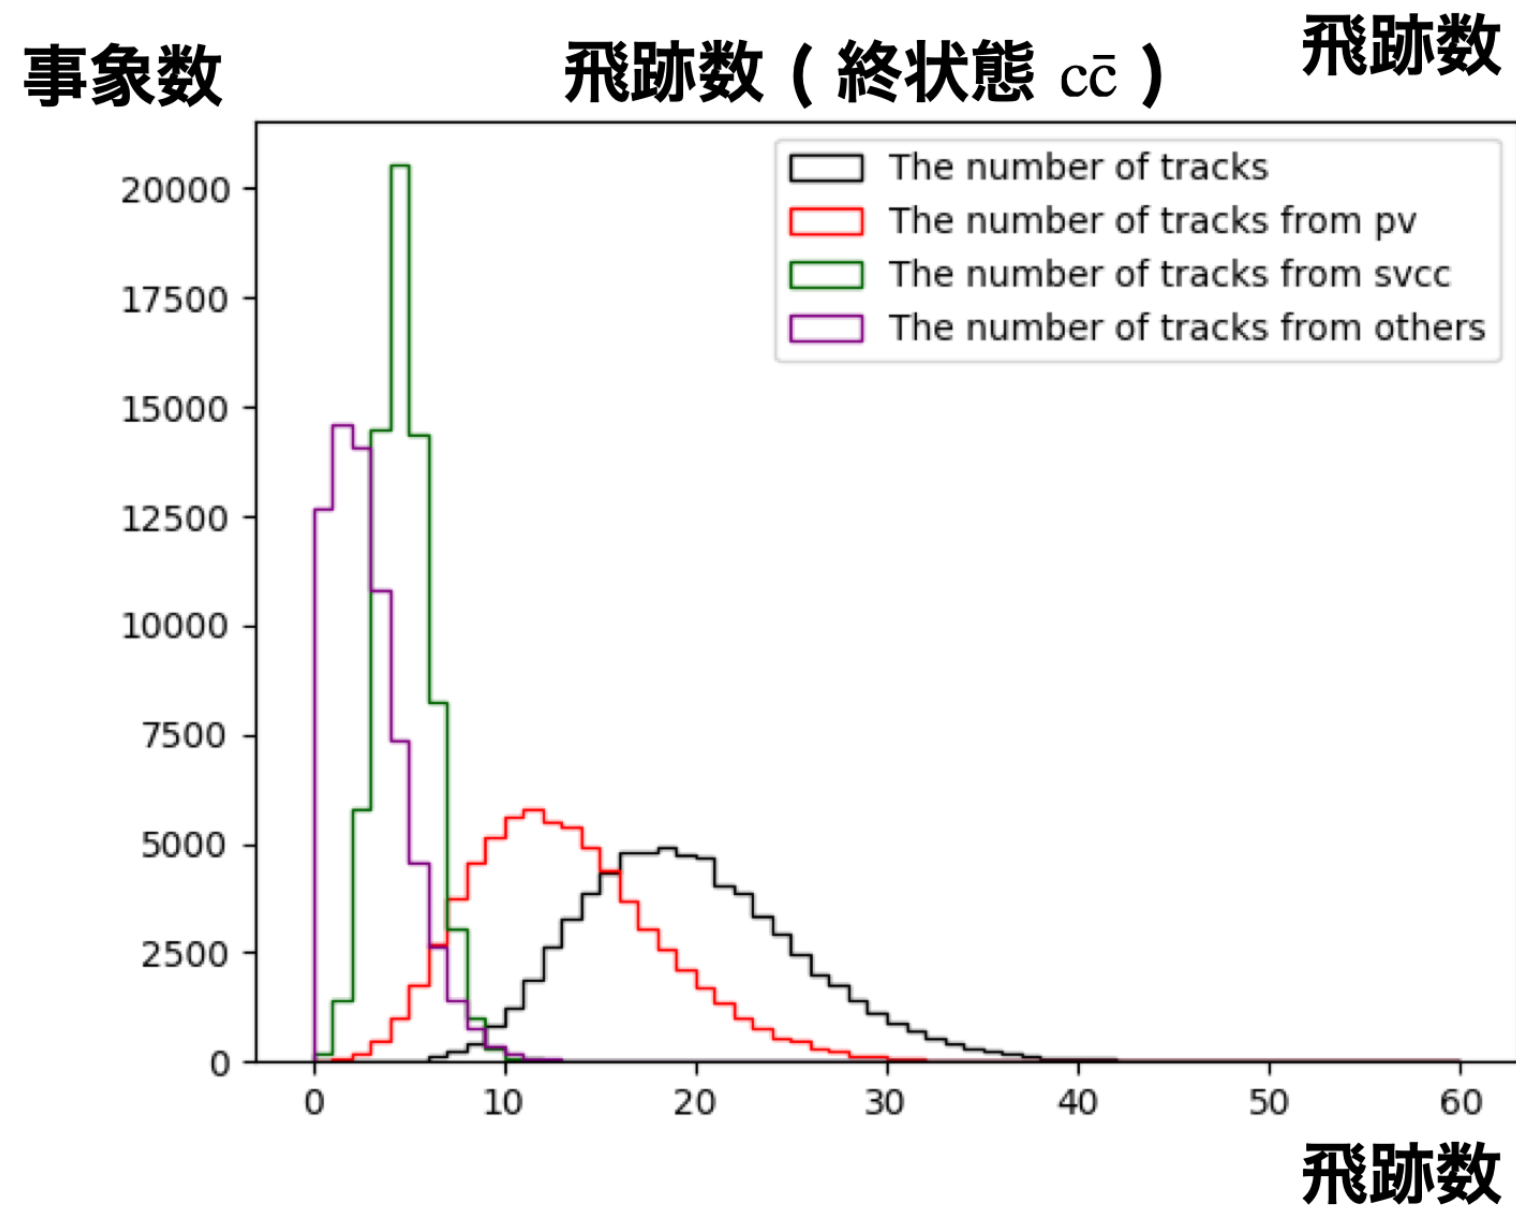 飛跡数
事象数
飛跡数 ( 終状態 cc̄ )
The number of tracks
The number of tracks from pv
The number of tracks from svcc
The number of tracks from others
20000
17500
15000
12500
10000
7500
5000
2500
0
0 10 20 30 40 50 60
飛跡数